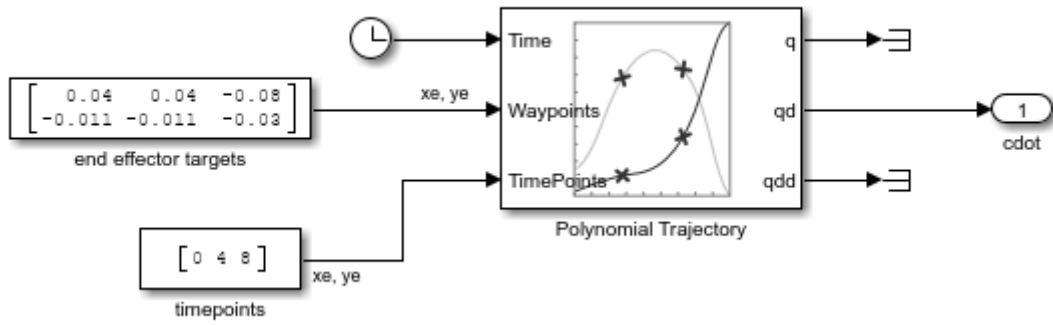 Time
q
0.04 0.04 -0.08
-0.011 -0.011 -0.03
xe, ye
Waypoints
qd
1
cdot
end effector targets
TimePoints
qdd
Polynomial Trajectory
[0 4 8]
xe, ye
timepoints